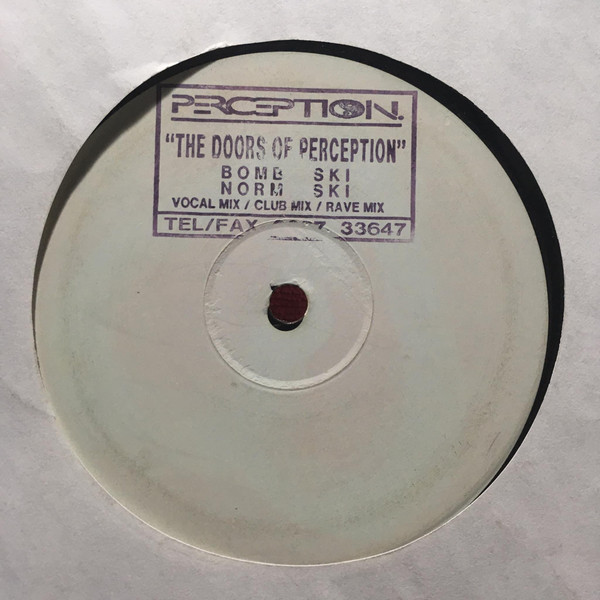 PERCEPTION.
"THE DOORS OF PERCEPTION"
BOMB SKI
NORM SKI
VOCAL MIX / CLUB MIX / RAVE MIX
TEL/FAX 33647